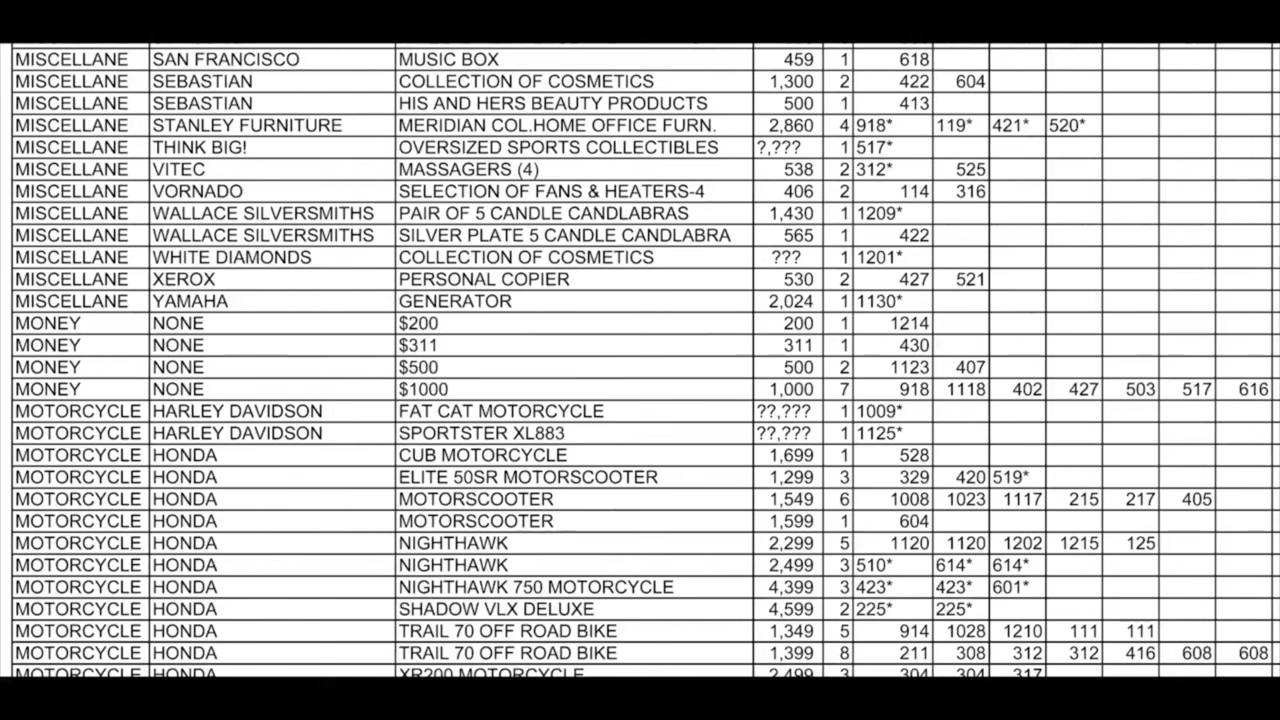 MISCELLANE SAN FRANCISCO MUSIC BOX 459 1 618
MISCELLANE SEBASTIAN COLLECTION OF COSMETICS 1,300 2 422 604
MISCELLANE SEBASTIAN HIS AND HERS BEAUTY PRODUCTS 500 1 413
MISCELLANE STANLEY FURNITURE MERIDIAN COL.HOME OFFICE FURN. 2,860 4 918* 119* 421* 520*
MISCELLANE THINK BIG! OVERSIZED SPORTS COLLECTIBLES ?,??? 1 517*
MISCELLANE VITEC MASSAGERS (4) 538 2 312* 525
MISCELLANE VORNADO SELECTION OF FANS & HEATERS-4 406 2 114 316
MISCELLANE WALLACE SILVERSMITHS PAIR OF 5 CANDLE CANDLABRAS 1,430 1 1209*
MISCELLANE WALLACE SILVERSMITHS SILVER PLATE 5 CANDLE CANDLABRA 565 1 422
MISCELLANE WHITE DIAMONDS COLLECTION OF COSMETICS ??? 1 1201*
MISCELLANE XEROX PERSONAL COPIER 530 2 427 521
MISCELLANE YAMAHA GENERATOR 2,024 1 1130*
MONEY NONE $200 200 1 1214
MONEY NONE $311 311 1 430
MONEY NONE $500 500 2 1123 407
MONEY NONE $1000 1,000 7 918 1118 402 427 503 517 616
MOTORCYCLE HARLEY DAVIDSON FAT CAT MOTORCYCLE ??,??? 1 1009*
MOTORCYCLE HARLEY DAVIDSON SPORTSTER XL883 ??,??? 1 1125*
MOTORCYCLE HONDA CUB MOTORCYCLE 1,699 1 528
MOTORCYCLE HONDA ELITE 50SR MOTORSCOOTER 1,299 3 329 420 519*
MOTORCYCLE HONDA MOTORSCOOTER 1,549 6 1008 1023 1117 215 217 405
MOTORCYCLE HONDA MOTORSCOOTER 1,599 1 604
MOTORCYCLE HONDA NIGHTHAWK 2,299 5 1120 1120 1202 1215 125
MOTORCYCLE HONDA NIGHTHAWK 2,499 3 510* 614* 614*
MOTORCYCLE HONDA NIGHTHAWK 750 MOTORCYCLE 4,399 3 423* 423* 601*
MOTORCYCLE HONDA SHADOW VLX DELUXE 4,599 2 225* 225*
MOTORCYCLE HONDA TRAIL 70 OFF ROAD BIKE 1,349 5 914 1028 1210 111 111
MOTORCYCLE HONDA TRAIL 70 OFF ROAD BIKE 1,399 8 211 308 312 312 416 608 608
MOTORCYCLE HONDA XR200 MOTORCYCLE 2,499 3 304 304 317